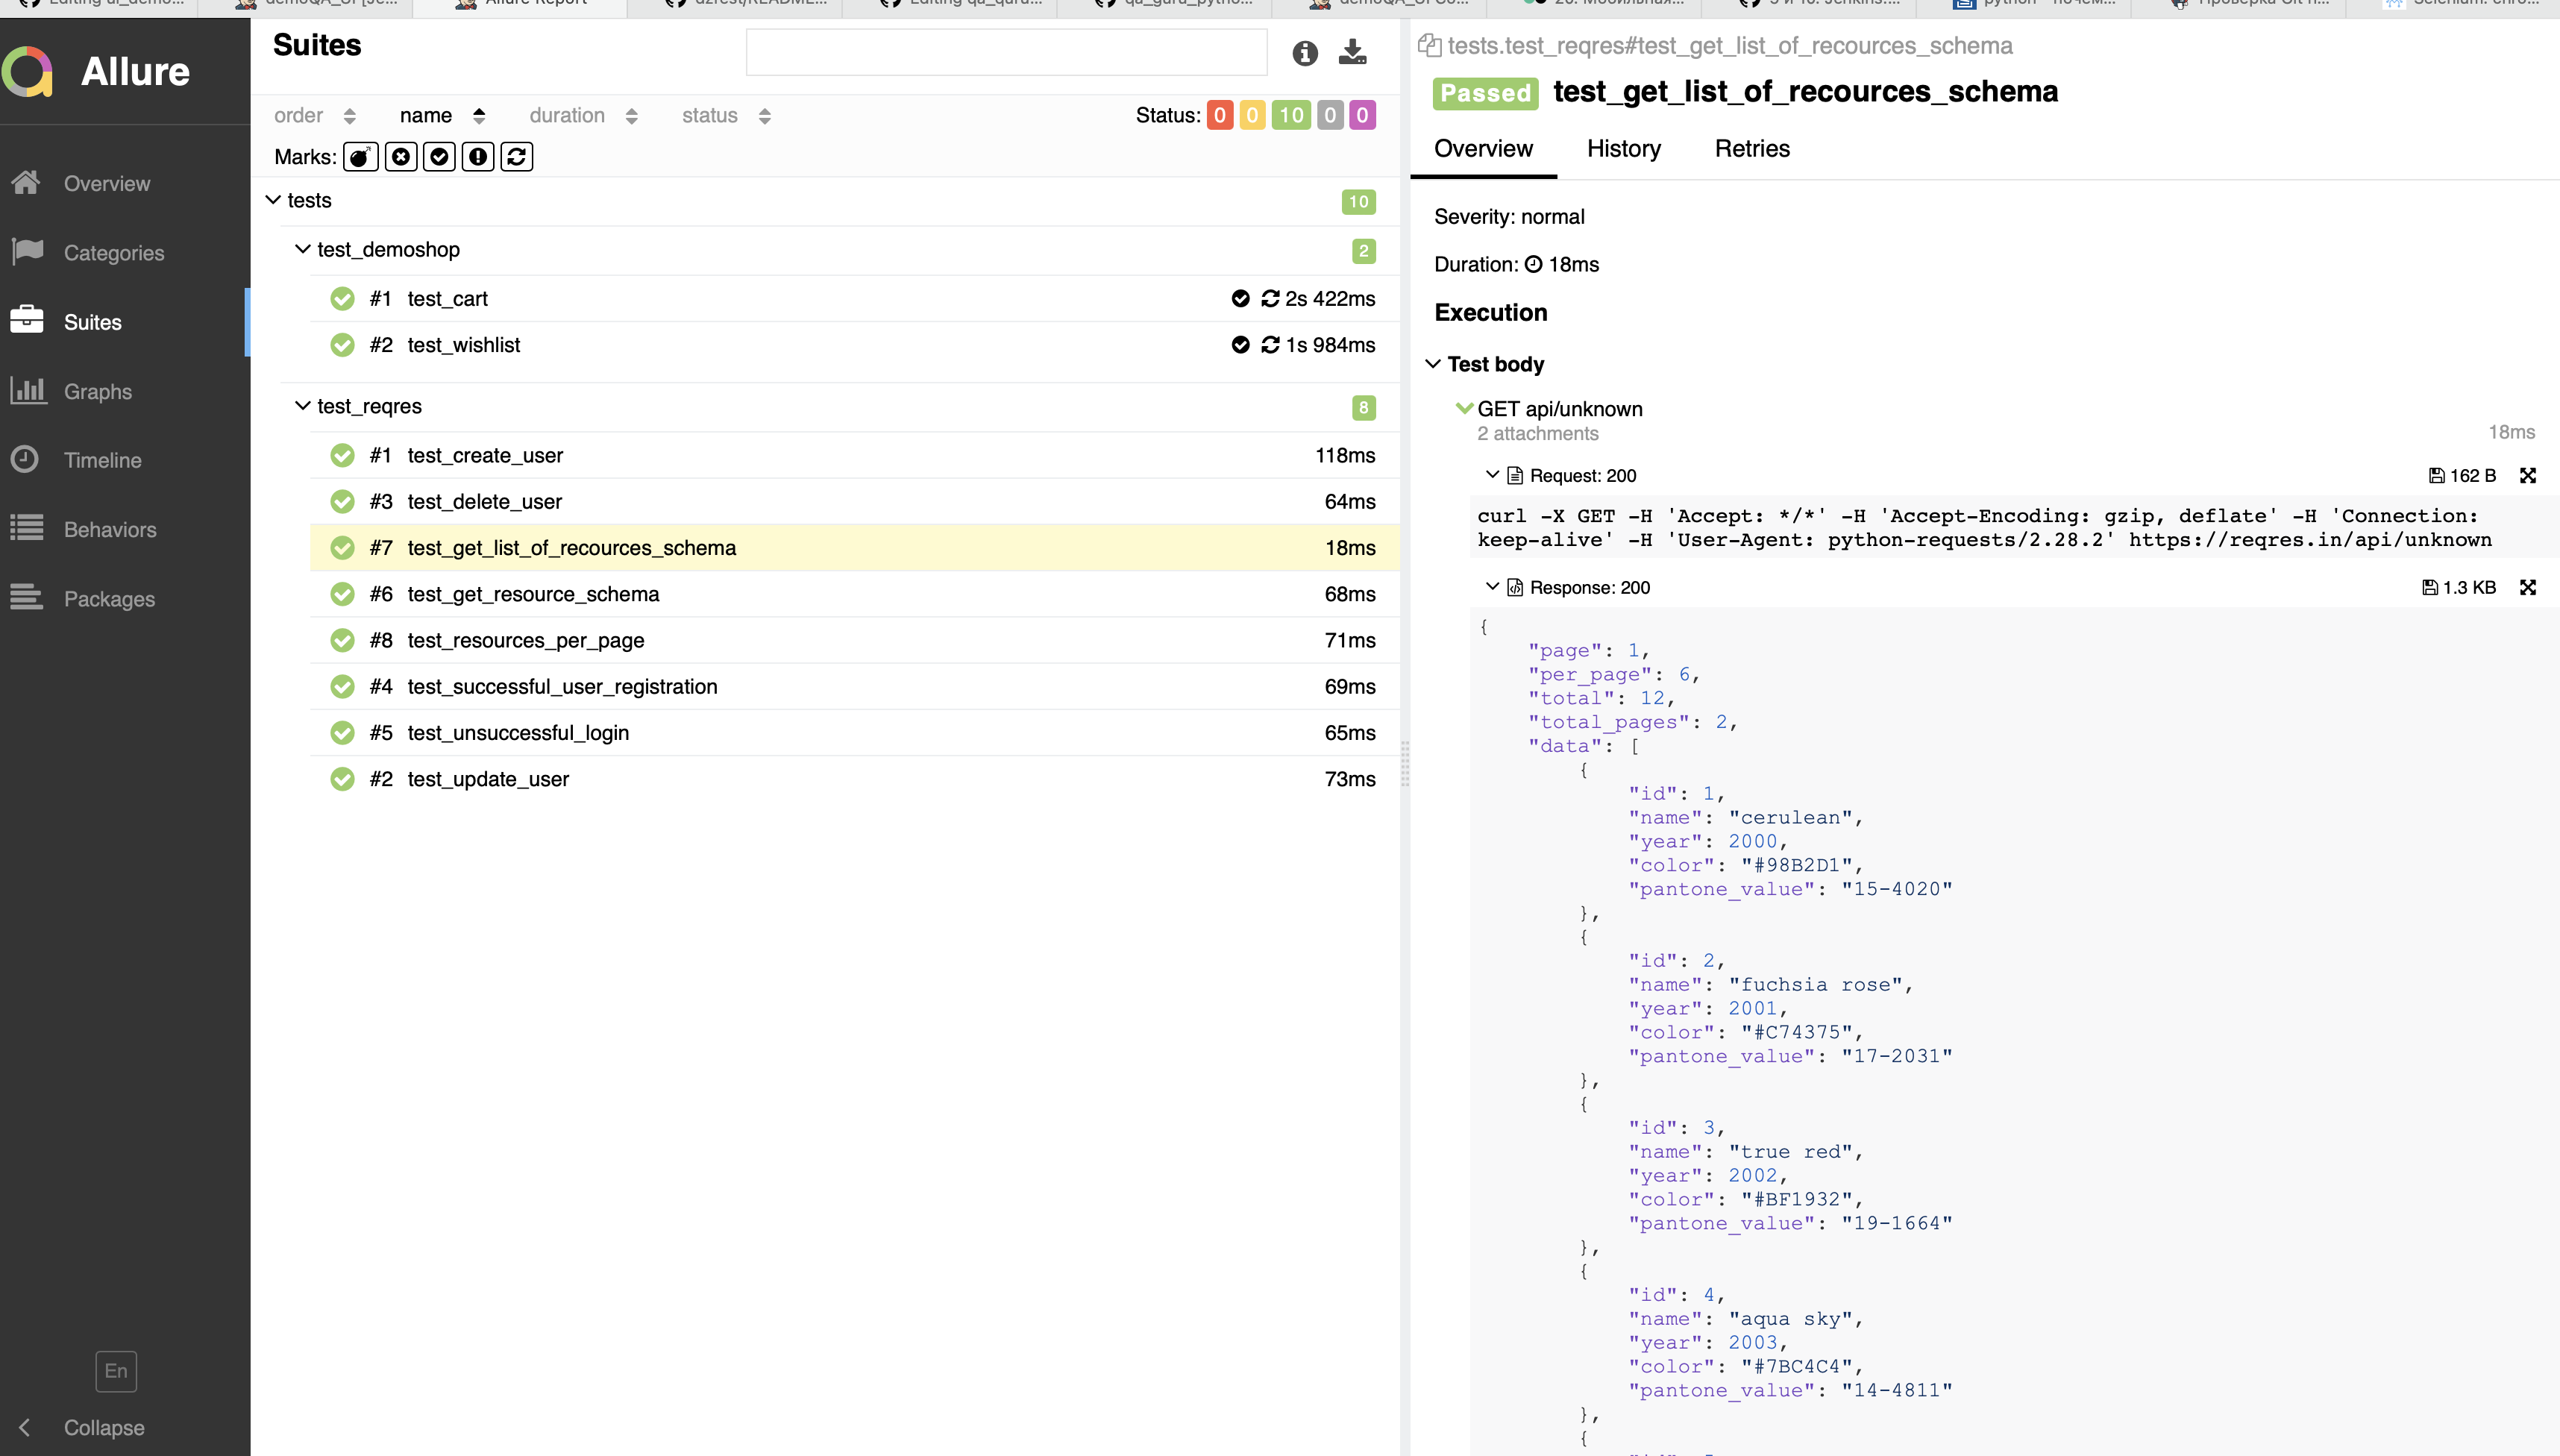 Allure Report
Allure
Overview
Categories
Suites
Graphs
Timeline
Behaviors
Packages
En
Collapse
Suites
order name duration status
Status: 0 0 10 0 0
Marks:
tests 10
test_demoshop 2
#1 test_cart 2s 422ms
#2 test_wishlist 1s 984ms
test_reqres 8
#1 test_create_user 118ms
#3 test_delete_user 64ms
#7 test_get_list_of_recources_schema 18ms
#6 test_get_resource_schema 68ms
#8 test_resources_per_page 71ms
#4 test_successful_user_registration 69ms
#5 test_unsuccessful_login 65ms
#2 test_update_user 73ms
tests.test_reqres#test_get_list_of_recources_schema
Passed test_get_list_of_recources_schema
Overview History Retries
Severity: normal
Duration: 18ms
Execution
Test body
GET api/unknown
2 attachments 18ms
Request: 200 162 B
curl -X GET -H 'Accept: */*' -H 'Accept-Encoding: gzip, deflate' -H 'Connection:
keep-alive' -H 'User-Agent: python-requests/2.28.2' https://reqres.in/api/unknown
Response: 200 1.3 KB
{
"page": 1,
"per_page": 6,
"total": 12,
"total_pages": 2,
"data": [
{
"id": 1,
"name": "cerulean",
"year": 2000,
"color": "#98B2D1",
"pantone_value": "15-4020"
},
{
"id": 2,
"name": "fuchsia rose",
"year": 2001,
"color": "#C74375",
"pantone_value": "17-2031"
},
{
"id": 3,
"name": "true red",
"year": 2002,
"color": "#BF1932",
"pantone_value": "19-1664"
},
{
"id": 4,
"name": "aqua sky",
"year": 2003,
"color": "#7BC4C4",
"pantone_value": "14-4811"
},
{